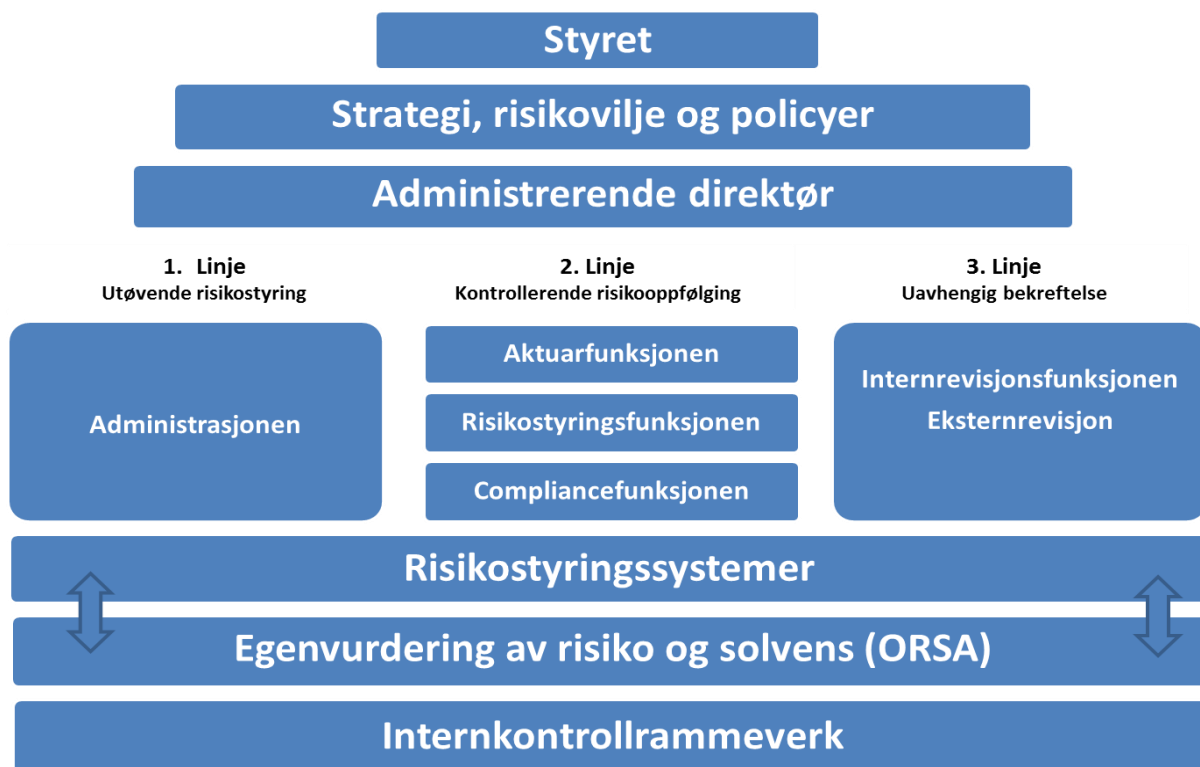 Styret
Strategi, risikovilje og policyer
Administrerende direktør
1. Linje
Utøvende risikostyring
2. Linje
Kontrollerende risikooppfølging
3. Linje
Uavhengig bekreftelse
Administrasjonen
Aktuarfunksjonen
Risikostyringsfunksjonen
Compliancefunksjonen
Internrevisjonsfunksjonen
Eksternrevisjon
Risikostyringssystemer
Egenvurdering av risiko og solvens (ORSA)
Internkontrollrammeverk